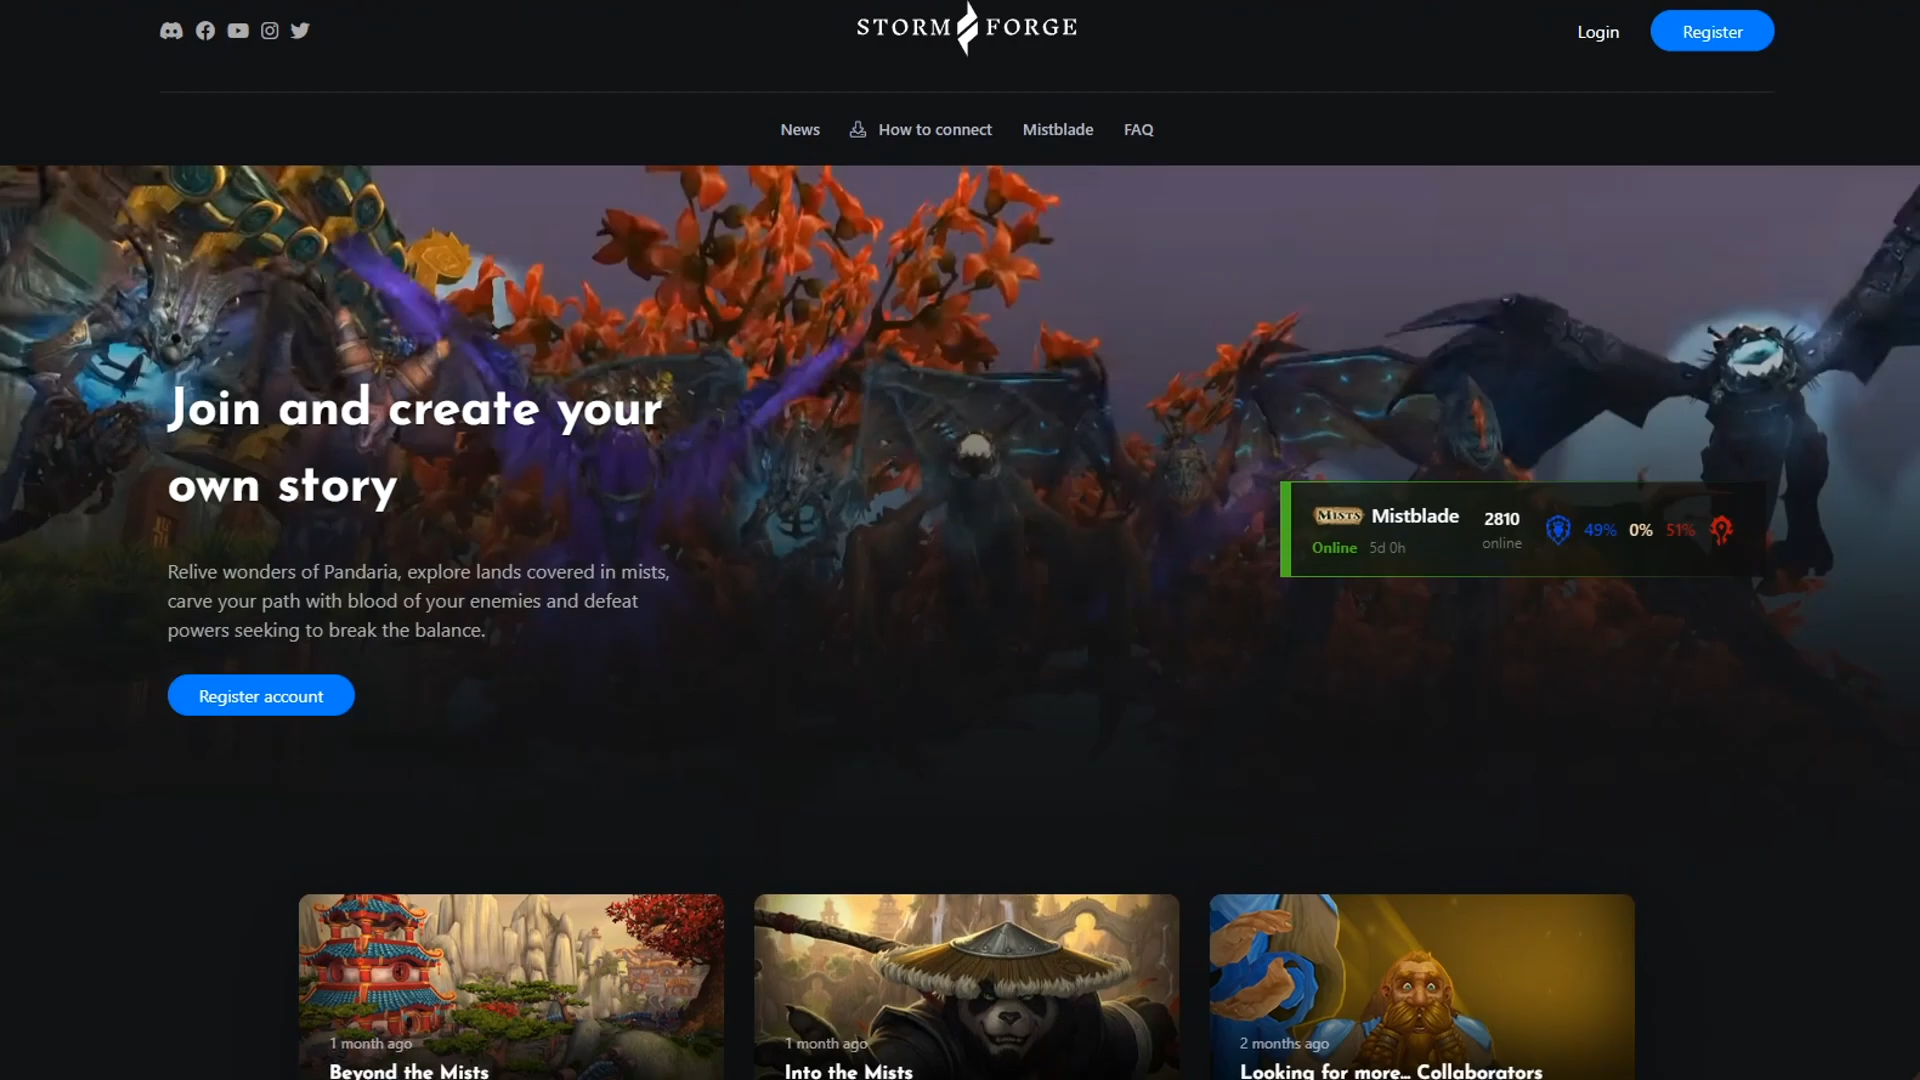 STORM FORGE
Login
Register
News
How to connect
Mistblade
FAQ
Join and create your
own story
Relive wonders of Pandaria, explore lands covered in mists,
carve your path with blood of your enemies and defeat
powers seeking to break the balance.
Register account
MISTS Mistblade
Online 5d 0h
2810
online
49% 0% 51%
1 month ago
Beyond the Mists
1 month ago
Into the Mists
2 months ago
Looking for more... Collaborators